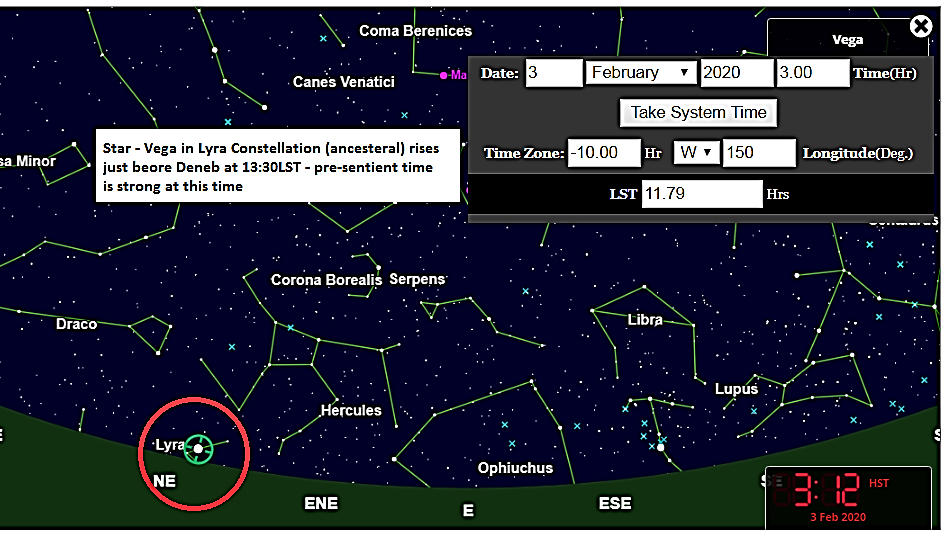 Coma Berenices
Vega
Canes Venatici
Ma
Date: 3 February 2020 3.00 Time(Hr)
Take System Time
Star - Vega in Lyra Constellation (ancesteral) rises
just beore Deneb at 13:30LST - pre-sentient time
is strong at this time
sa Minor
Time Zone: -10.00 Hr W 150 Longitude(Deg.)
LST 11.79 Hrs
Corona Borealis
Serpens
Draco
Libra
Lupus
Hercules
Lyra
Ophiuchus
NE
ENE
E
ESE
SE
3:12 HST
3 Feb 2020